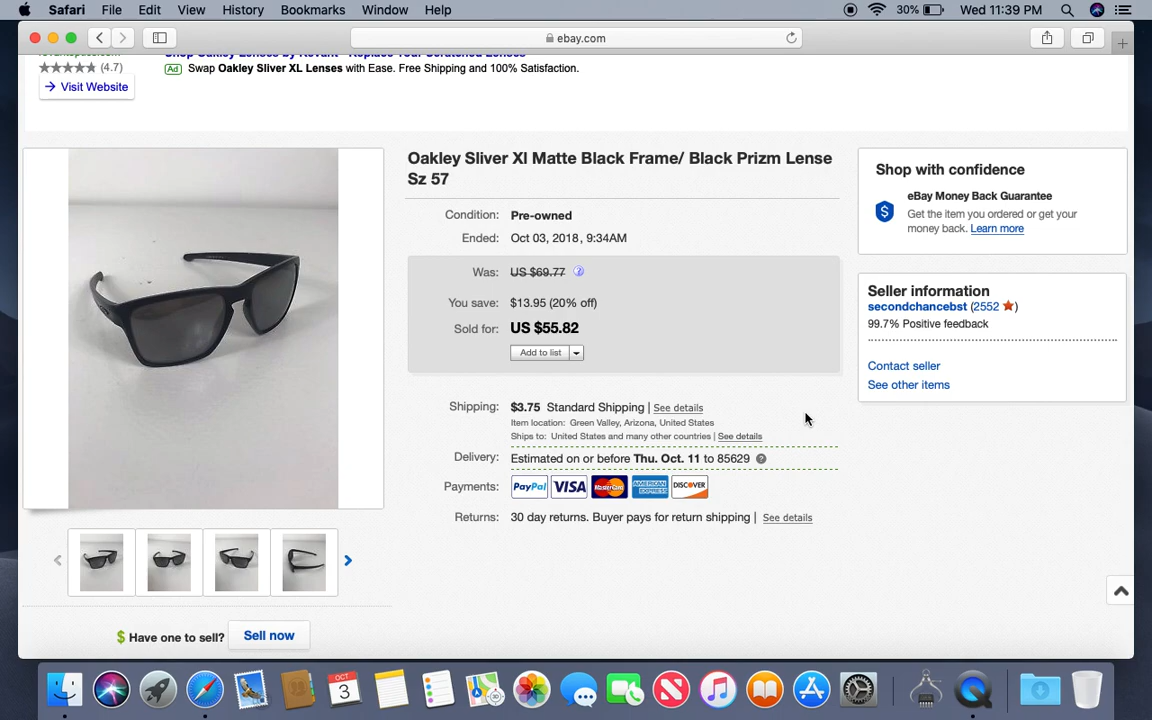 Safari File Edit View History Bookmarks Window Help 30% Wed 11:39 PM
ebay.com
(4.7)
Visit Website
Ad Swap Oakley Sliver XL Lenses with Ease. Free Shipping and 100% Satisfaction.
Oakley Sliver Xl Matte Black Frame/ Black Prizm Lense
Sz 57
Condition: Pre-owned
Ended: Oct 03, 2018 , 9:34AM
Was: US $69.77
You save: $13.95 (20% off)
Sold for: US $55.82
Add to list
Shipping: $3.75 Standard Shipping | See details
Item location: Green Valley, Arizona, United States
Ships to: United States and many other countries | See details
Delivery: Estimated on or before Thu. Oct. 11 to 85629
Payments: PayPal VISA MasterCard AMERICAN EXPRESS DISCOVER
Returns: 30 day returns. Buyer pays for return shipping | See details
Shop with confidence
eBay Money Back Guarantee
Get the item you ordered or get your
money back. Learn more
Seller information
secondchancebst (2552)
99.7% Positive feedback
Contact seller
See other items
$ Have one to sell? Sell now
OCT
3